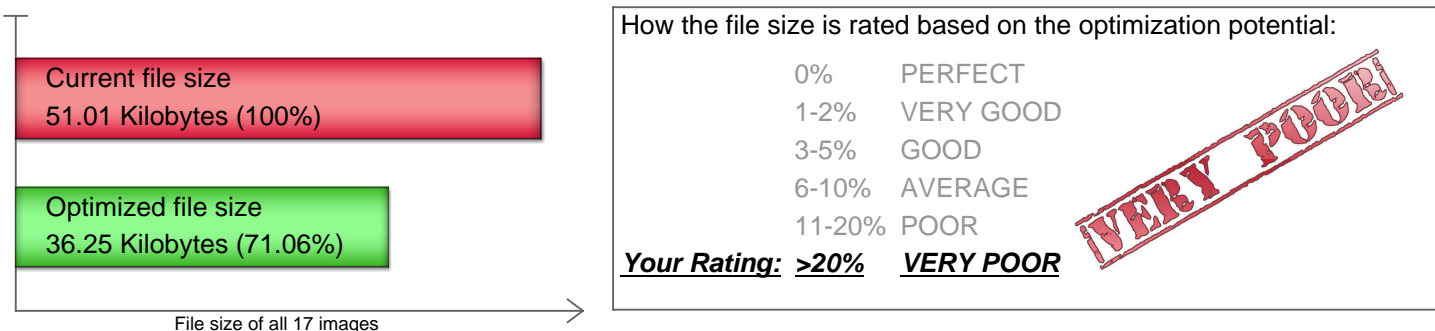 Current file size
51.01 Kilobytes (100%)
Optimized file size
36.25 Kilobytes (71.06%)
File size of all 17 images
How the file size is rated based on the optimization potential:
0% PERFECT
1-2% VERY GOOD
3-5% GOOD
6-10% AVERAGE
11-20% POOR
Your Rating: >20% VERY POOR
VERY POOR